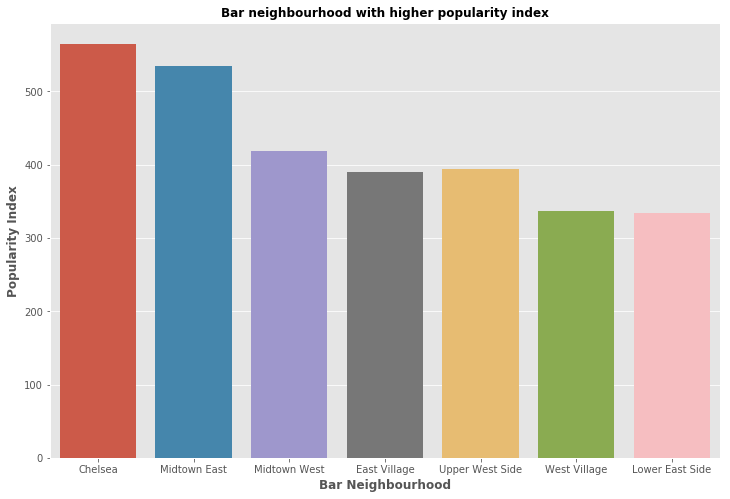 Bar neighbourhood with higher popularity index
Popularity Index
500
400
300
200
100
0
Chelsea
Midtown East
Midtown West
East Village
Upper West Side
West Village
Lower East Side
Bar Neighbourhood